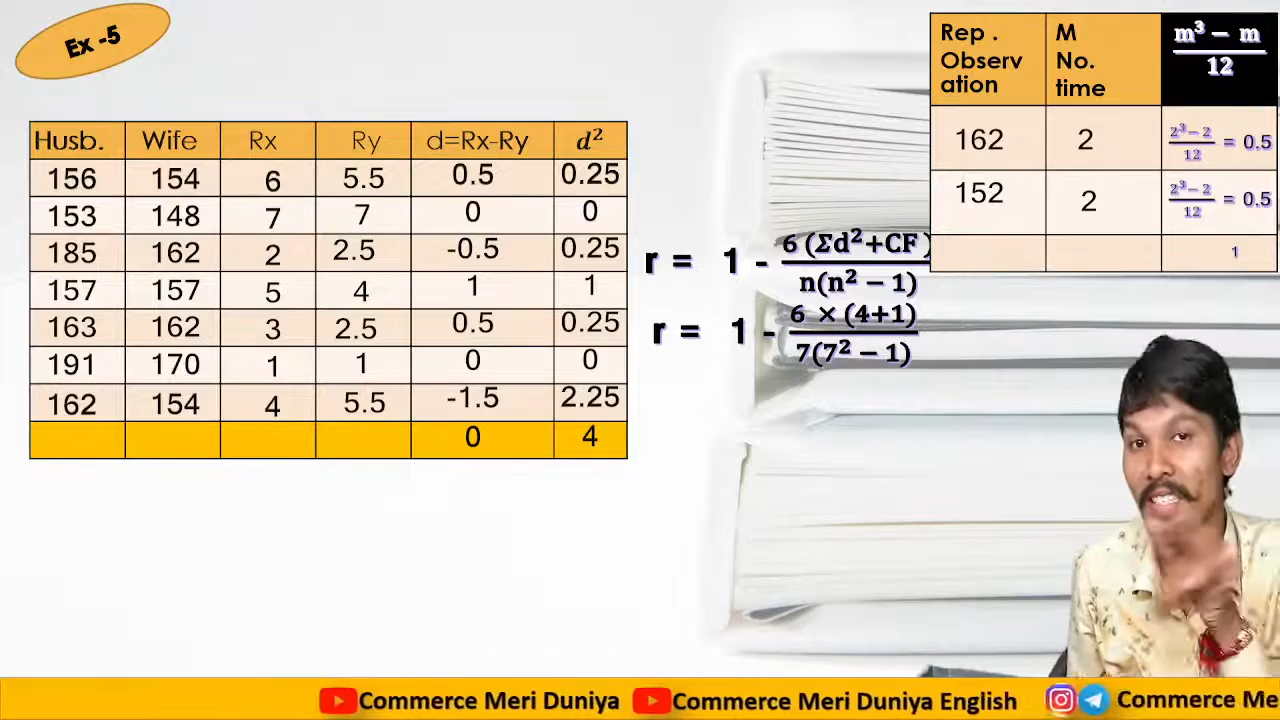 Ex -5
Husb. Wife Rx Ry d=Rx-Ry d²
156 154 6 5.5 0.5 0.25
153 148 7 7 0 0
185 162 2 2.5 -0.5 0.25
157 157 5 4 1 1
163 162 3 2.5 0.5 0.25
191 170 1 1 0 0
162 154 4 5.5 -1.5 2.25
0 4
r = 1 - 6 (Σd²+CF) / n(n² − 1)
r = 1 - 6 × (4+1) / 7(7² − 1)
Rep . Observation M No. time m³ − m / 12
162 2 2³− 2 / 12 = 0.5
152 2 2³− 2 / 12 = 0.5
1
Commerce Meri Duniya Commerce Meri Duniya English Commerce Me